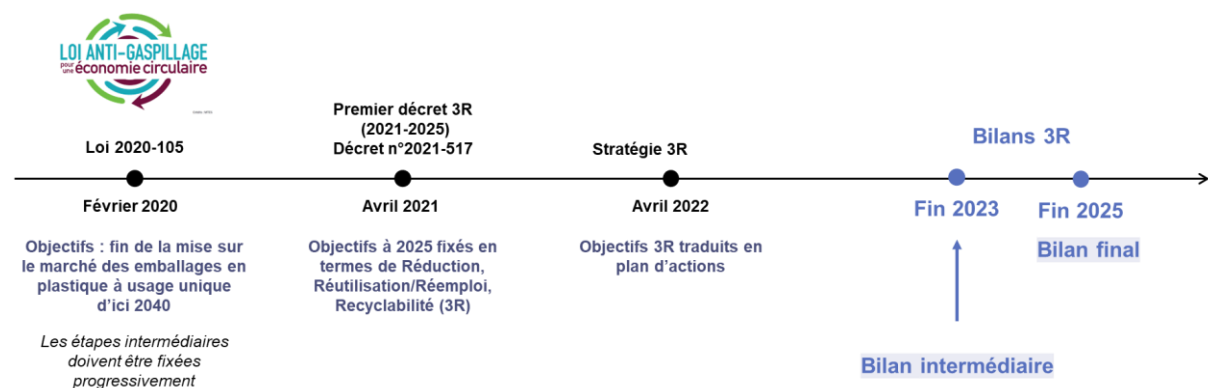 LOI ANTI-GASPILLAGE
pour une économie circulaire
Loi 2020-105
Premier décret 3R
(2021-2025)
Décret n°2021-517
Stratégie 3R
Bilans 3R
Février 2020
Avril 2021
Avril 2022
Fin 2023
Fin 2025
Objectifs : fin de la mise sur
le marché des emballages en
plastique à usage unique
d’ici 2040
Objectifs à 2025 fixés en
termes de Réduction,
Réutilisation/Réemploi,
Recyclabilité (3R)
Objectifs 3R traduits en
plan d’actions
Bilan final
Les étapes intermédiaires
doivent être fixées
progressivement
Bilan intermédiaire